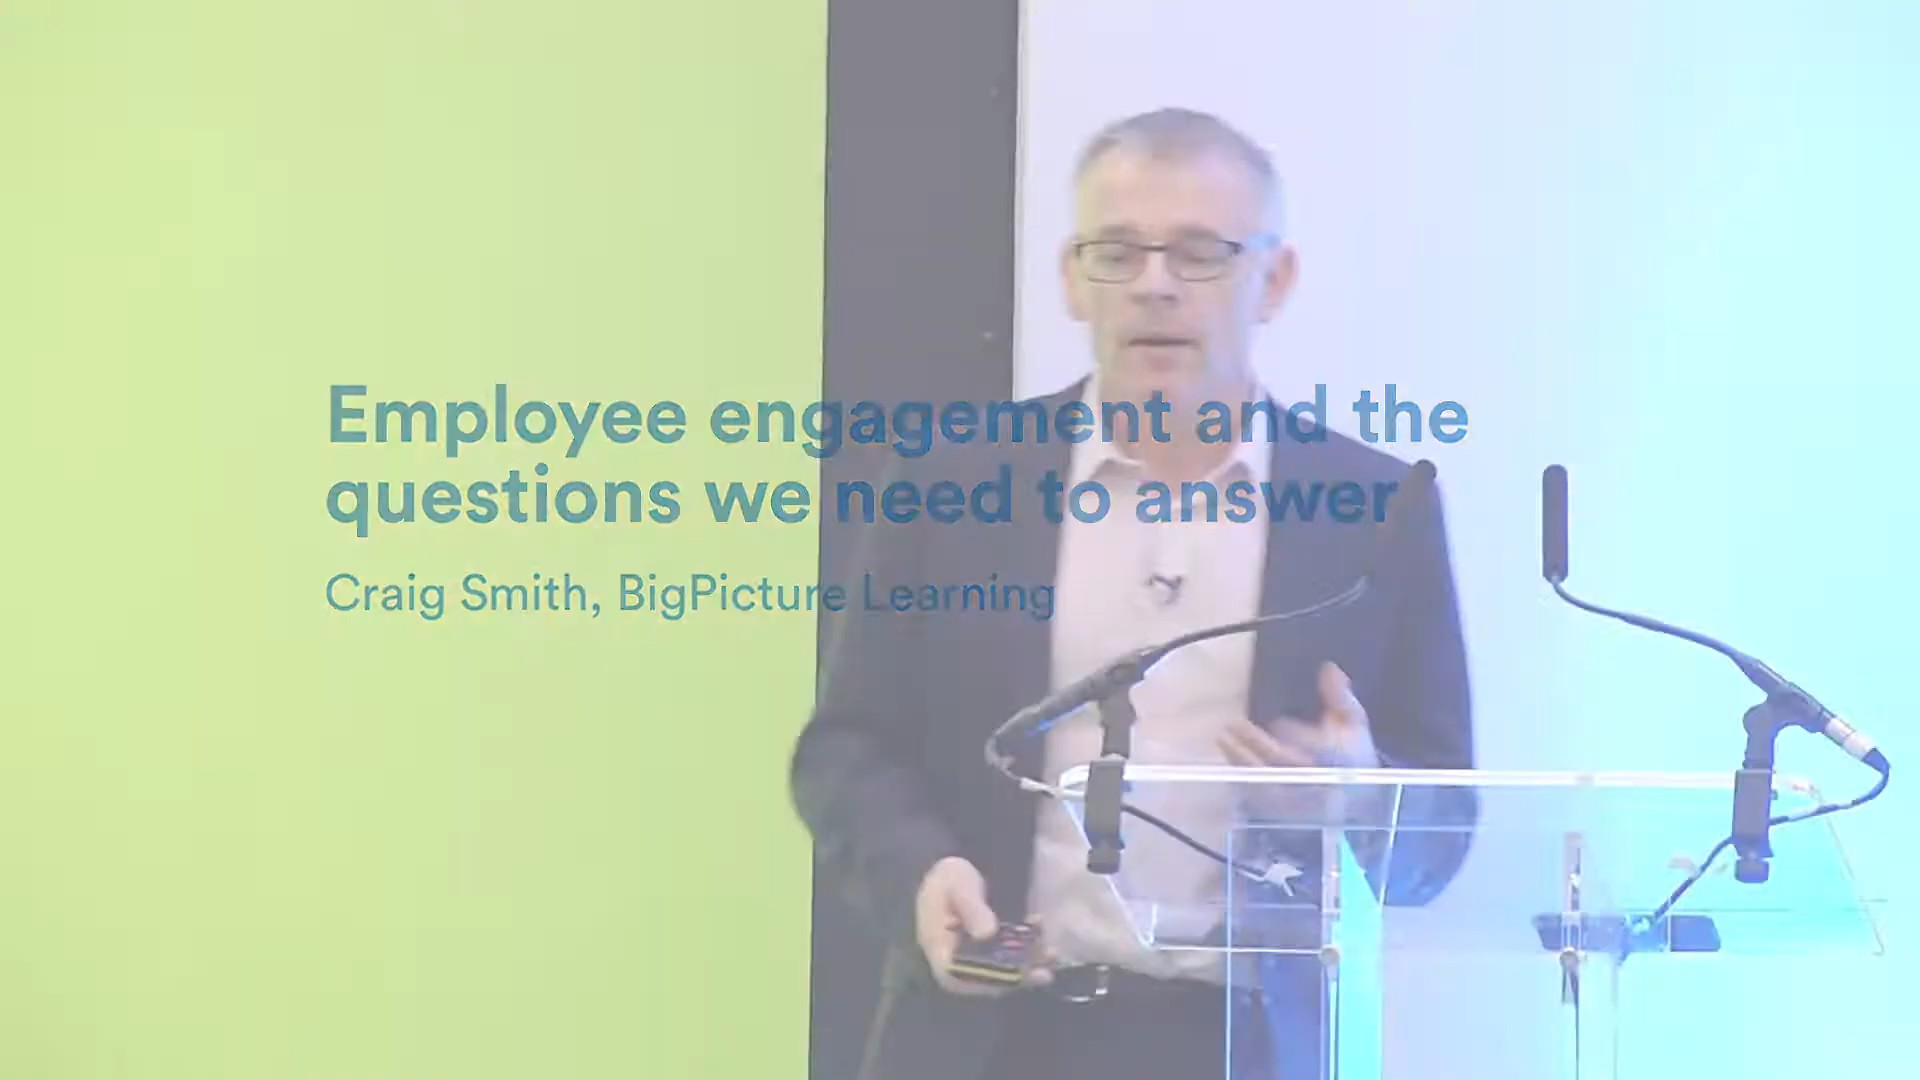 Employee engagement and the
questions we need to answer
Craig Smith, BigPicture Learning